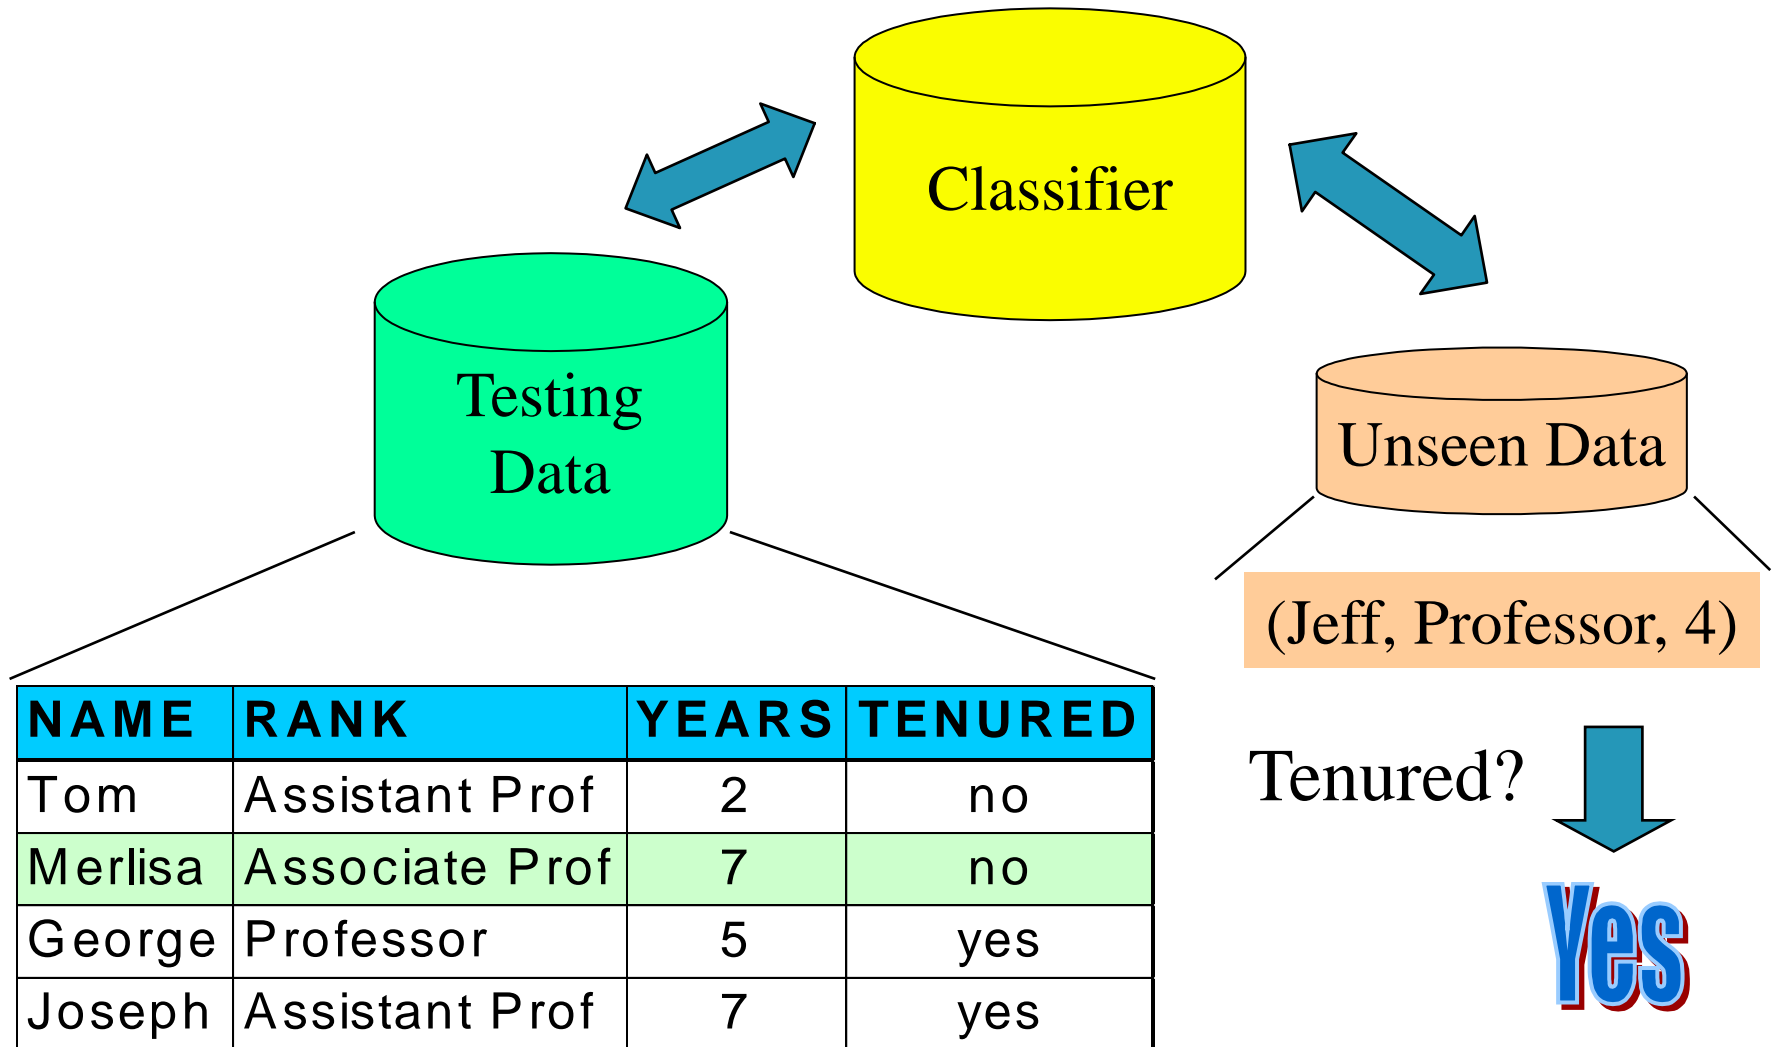 Classifier
Testing
Data
Unseen Data
(Jeff, Professor, 4)
NAME RANK YEARS TENURED
Tom Assistant Prof 2 no
Merlisa Associate Prof 7 no
George Professor 5 yes
Joseph Assistant Prof 7 yes
Tenured?
Yes